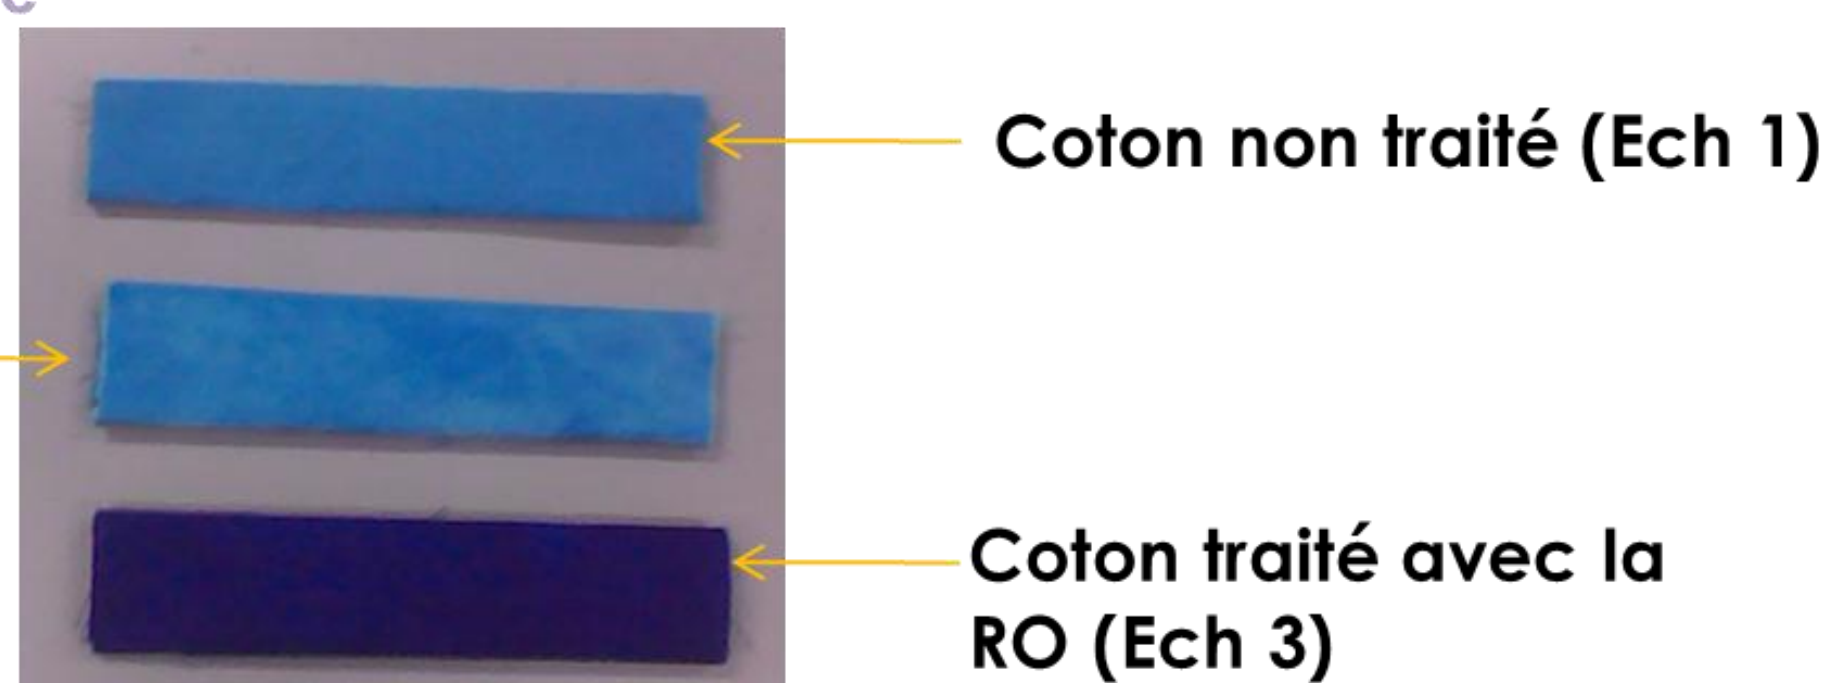 Coton non traité (Ech 1)
Coton traité avec la
RO (Ech 3)